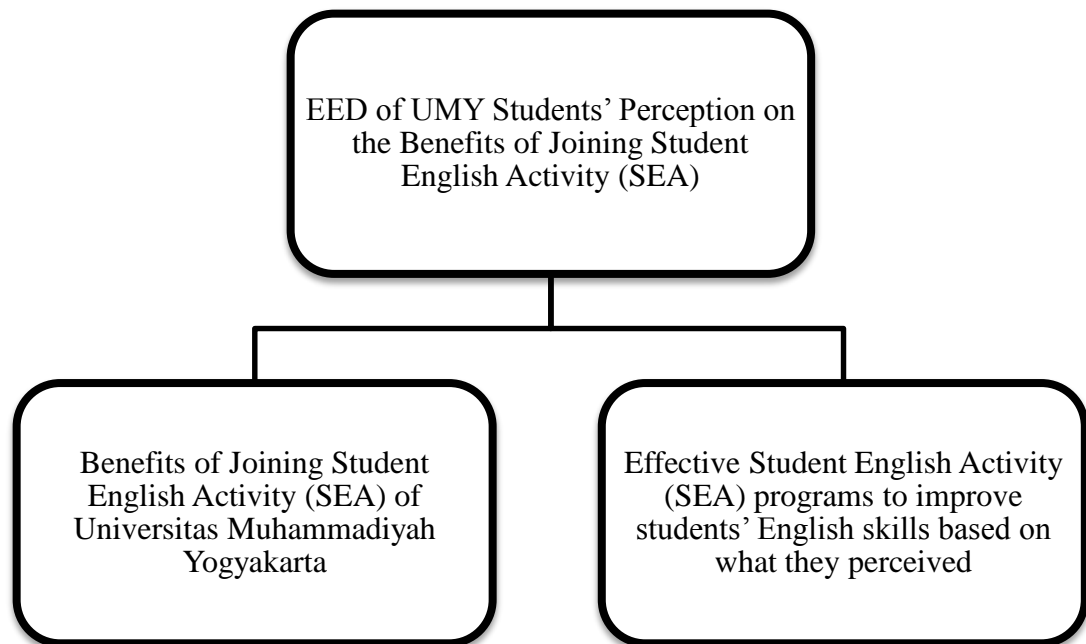 EED of UMY Students’ Perception on
the Benefits of Joining Student
English Activity (SEA)
Benefits of Joining Student
English Activity (SEA) of
Universitas Muhammadiyah
Yogyakarta
Effective Student English Activity
(SEA) programs to improve
students’ English skills based on
what they perceived